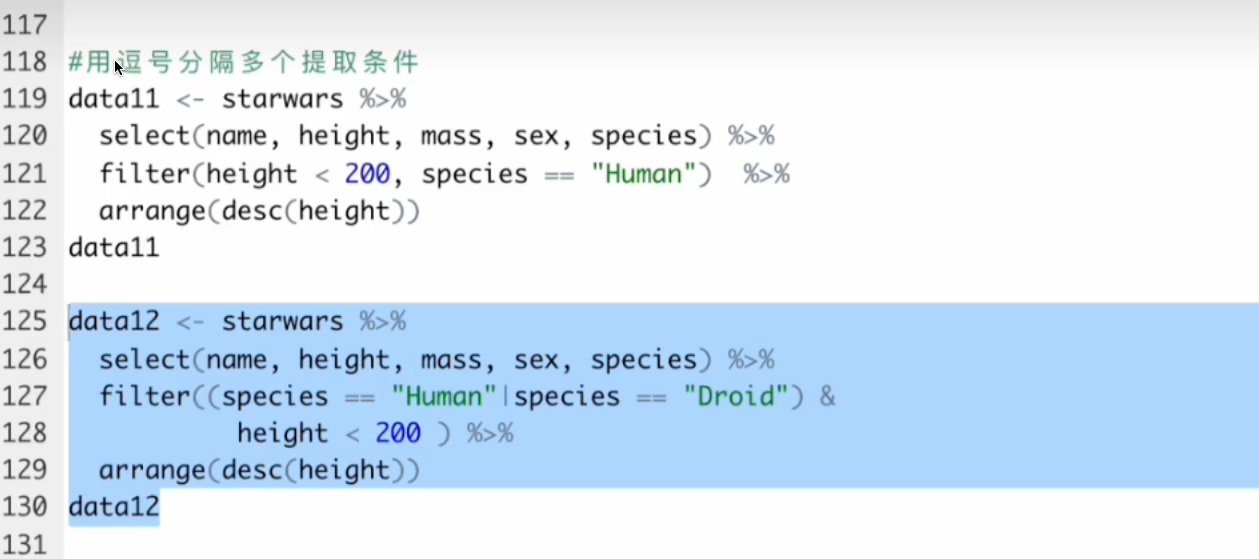 117
118 #用逗号分隔多个提取条件
119 data11 <- starwars %>%
120   select(name, height, mass, sex, species) %>%
121   filter(height < 200, species == "Human")  %>%
122   arrange(desc(height))
123 data11
124
125 data12 <- starwars %>%
126   select(name, height, mass, sex, species) %>%
127   filter((species == "Human"|species == "Droid") &
128            height < 200 ) %>%
129   arrange(desc(height))
130 data12
131